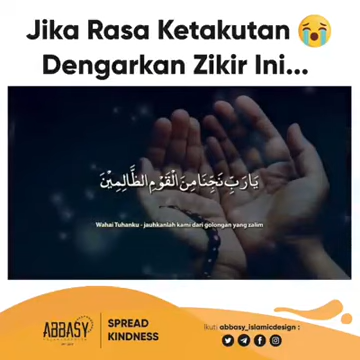 Jika Rasa Ketakutan 😭
Dengarkan Zikir Ini...
يَا رَبِّ نَجِّنَا مِنَ الْقَوْمِ الظَّالِمِيْنَ
Wahai Tuhanku - jauhkanlah kami dari golongan yang zalim
ABBASY
SPREAD
KINDNESS
Ikuti abbasy_islamicdesign :